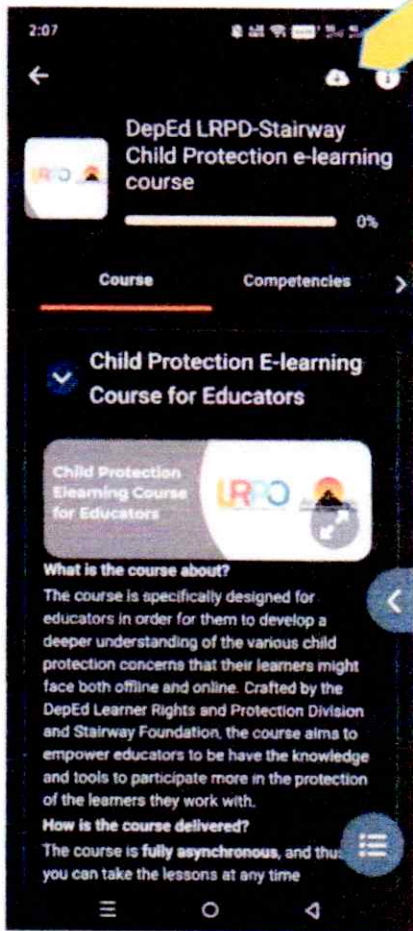 2:07
DepEd LRPD-Stairway
Child Protection e-learning
course
0%
Course Competencies
Child Protection E-learning
Course for Educators
Child Protection
Elearning Course
for Educators
What is the course about?
The course is specifically designed for
educators in order for them to develop a
deeper understanding of the various child
protection concerns that their learners might
face both offline and online. Crafted by the
DepEd Learner Rights and Protection Division
and Stairway Foundation, the course aims to
empower educators to be have the knowledge
and tools to participate more in the protection
of the learners they work with.
How is the course delivered?
The course is fully asynchronous, and thus
you can take the lessons at any time